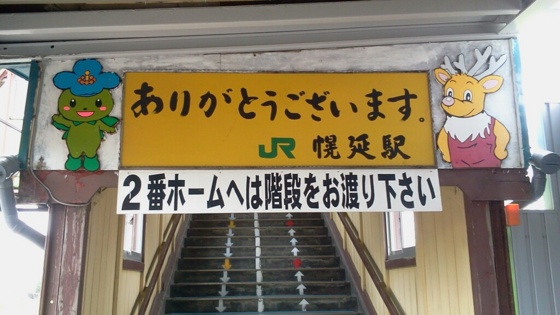 ありがとうございます。
JR 幌延駅
2番ホームへは階段をお渡り下さい